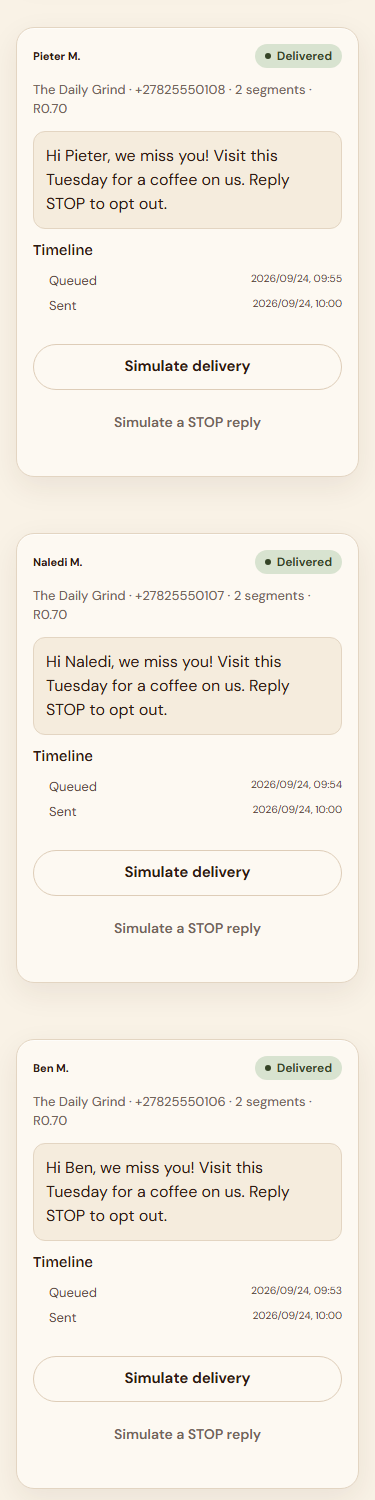 Pieter M.
Delivered
The Daily Grind · +27825550108 · 2 segments ·
R0.70
Hi Pieter, we miss you! Visit this
Tuesday for a coffee on us. Reply
STOP to opt out.
Timeline
Queued 2026/09/24, 09:55
Sent 2026/09/24, 10:00
Simulate delivery
Simulate a STOP reply
Naledi M.
Delivered
The Daily Grind · +27825550107 · 2 segments ·
R0.70
Hi Naledi, we miss you! Visit this
Tuesday for a coffee on us. Reply
STOP to opt out.
Timeline
Queued 2026/09/24, 09:54
Sent 2026/09/24, 10:00
Simulate delivery
Simulate a STOP reply
Ben M.
Delivered
The Daily Grind · +27825550106 · 2 segments ·
R0.70
Hi Ben, we miss you! Visit this
Tuesday for a coffee on us. Reply
STOP to opt out.
Timeline
Queued 2026/09/24, 09:53
Sent 2026/09/24, 10:00
Simulate delivery
Simulate a STOP reply